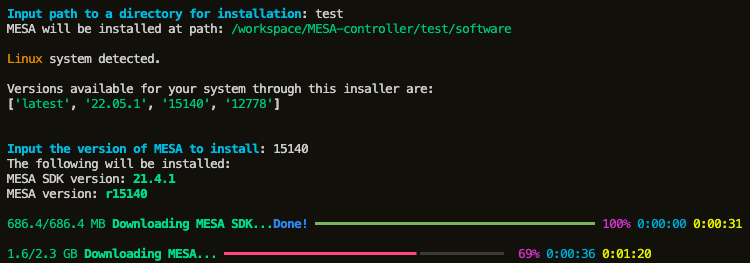 Input path to a directory for installation: test
MESA will be installed at path: /workspace/MESA-controller/test/software
Linux system detected.
Versions available for your system through this insaller are:
['latest', '22.05.1', '15140', '12778']
Input the version of MESA to install: 15140
The following will be installed:
MESA SDK version: 21.4.1
MESA version: r15140
686.4/686.4 MB Downloading MESA SDK...Done! 100% 0:00:00 0:00:31
1.6/2.3 GB Downloading MESA... 69% 0:00:36 0:01:20